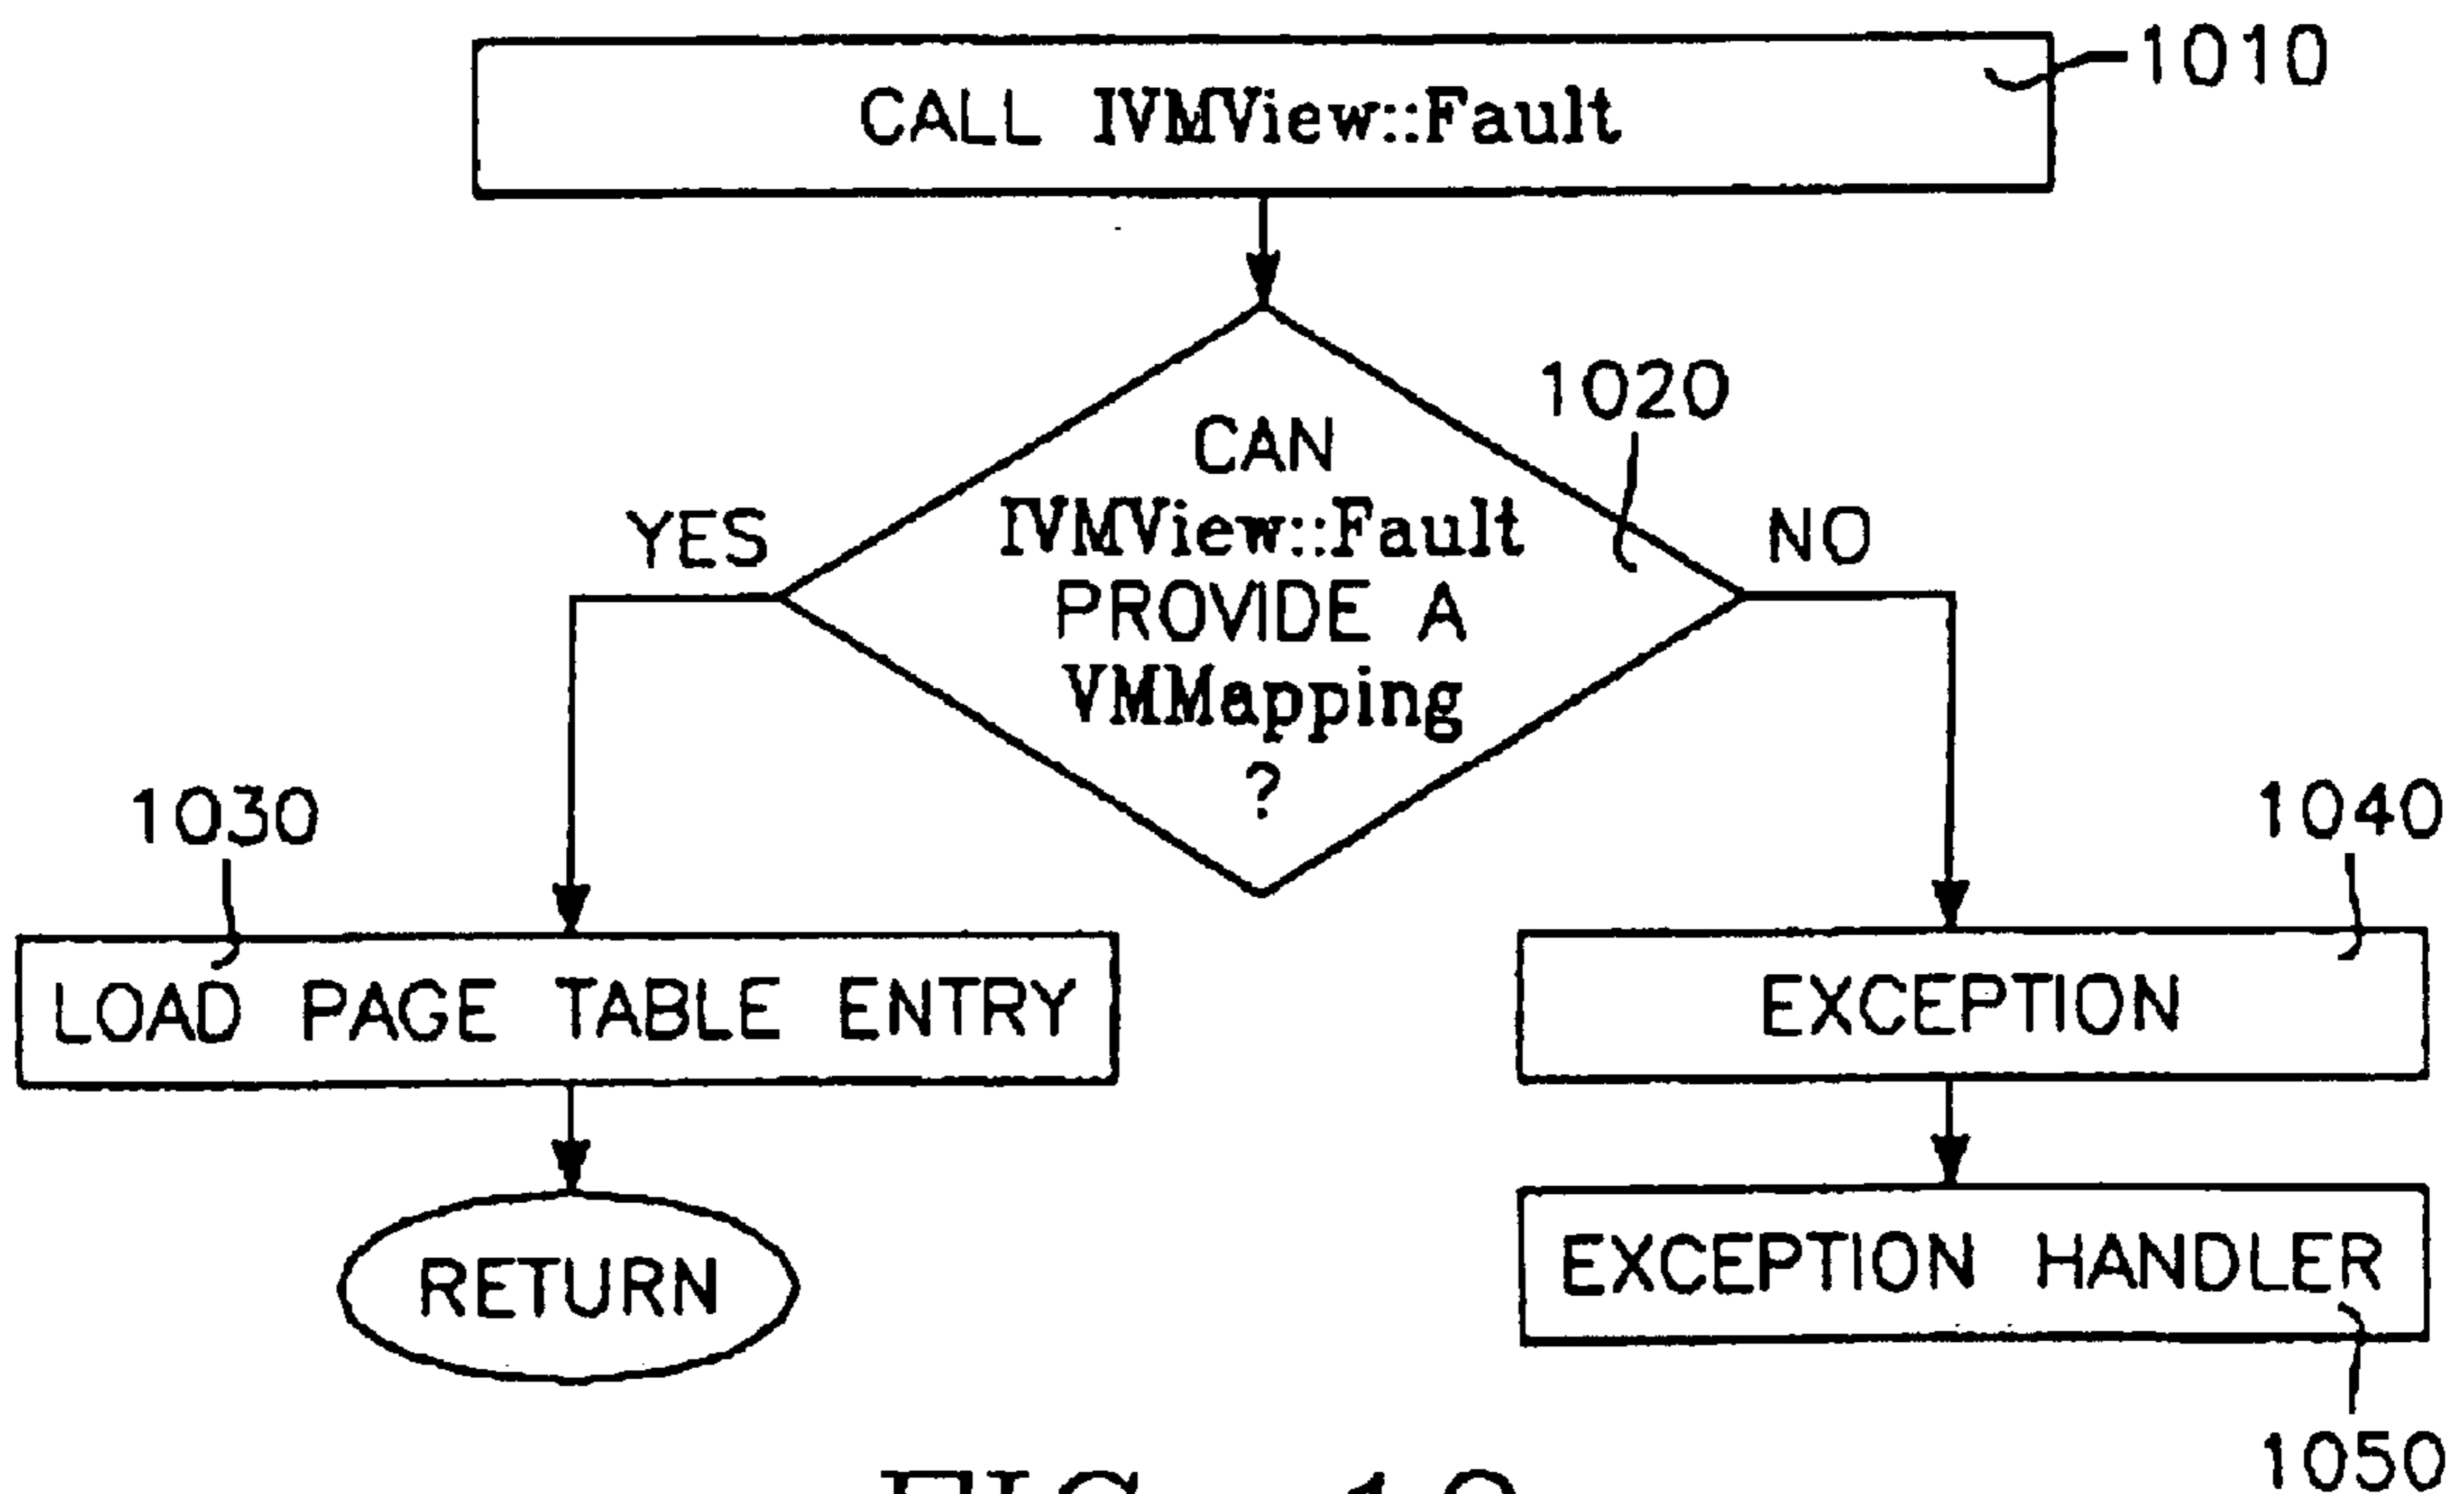 CALL IVMView::Fault
1010
CAN
IVMView::Fault
PROVIDE A
VMMapping
?
1020
YES
NO
1030
1040
LOAD PAGE TABLE ENTRY
EXCEPTION
RETURN
EXCEPTION HANDLER
1050